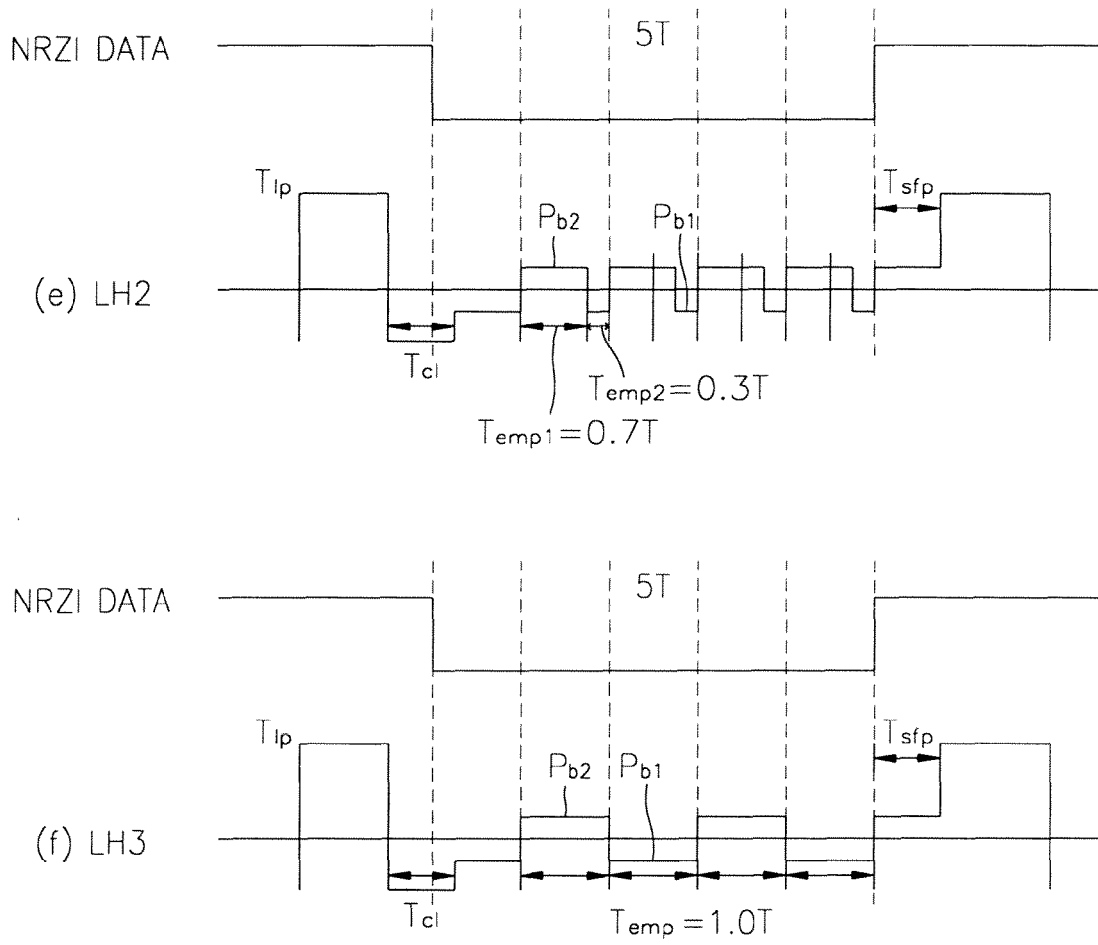 5T
NRZI DATA
Tlp
Tsfp
Pb2
Pb1
(e) LH2
Tcl
Temp2=0.3T
Temp1=0.7T
5T
NRZI DATA
Tlp
Tsfp
Pb2
Pb1
(f) LH3
Tcl
Temp=1.0T